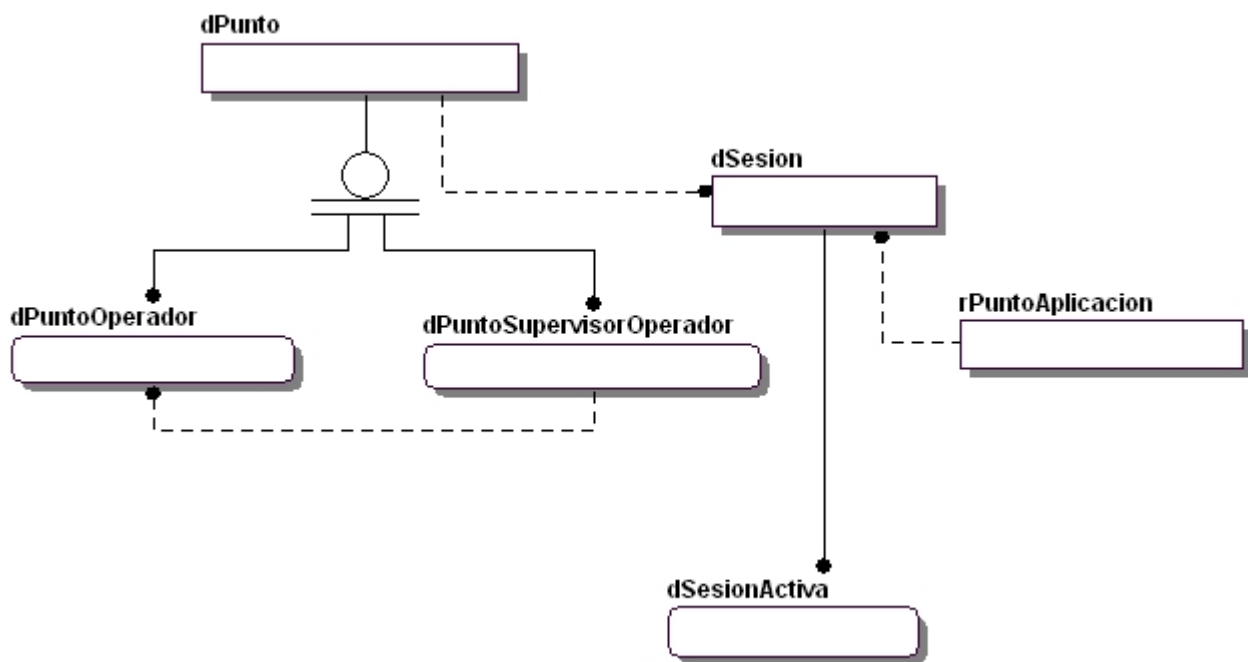 dPunto
dSesion
dPuntoOperador
dPuntoSupervisorOperador
rPuntoAplicacion
dSesionActiva